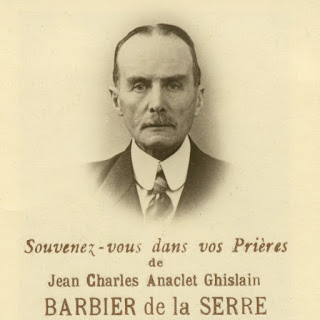 Souvenez-vous dans vos Prières
de
Jean Charles Anaclet Ghislain
BARBIER de la SERRE